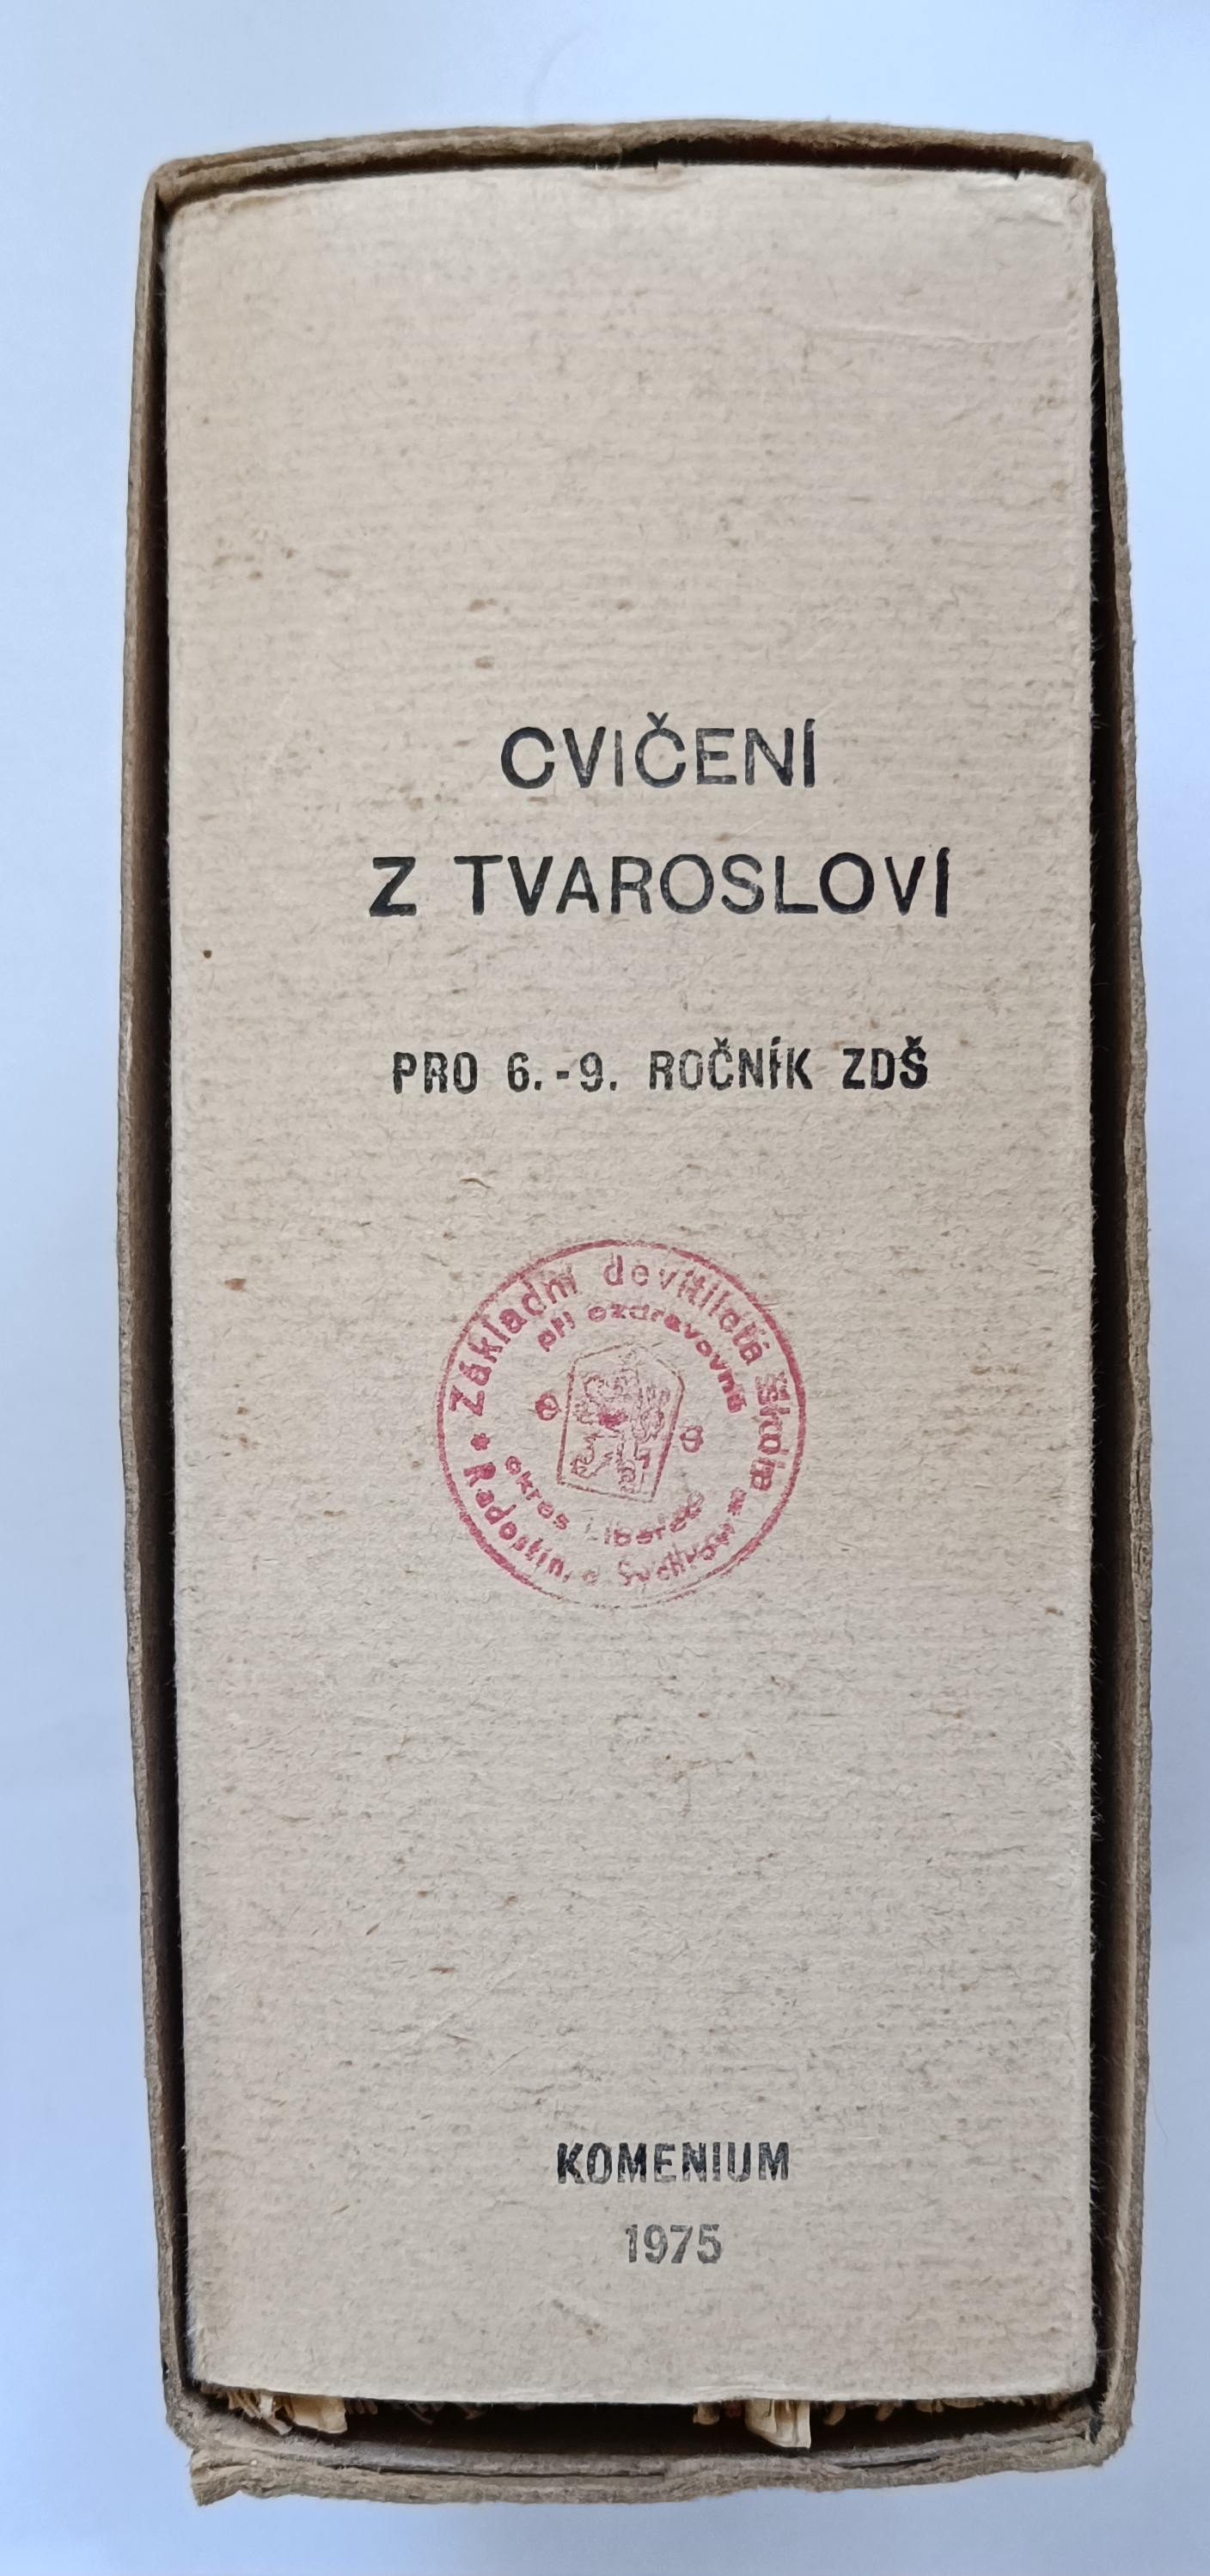 CVIČENÍ
Z TVAROSLOVÍ
PRO 6.-9. ROČNÍK ZDŠ
Základní devítiletá škola
při ozdravovně
okres Liberec
Radostín, p. Sychrov
KOMENIUM
1975